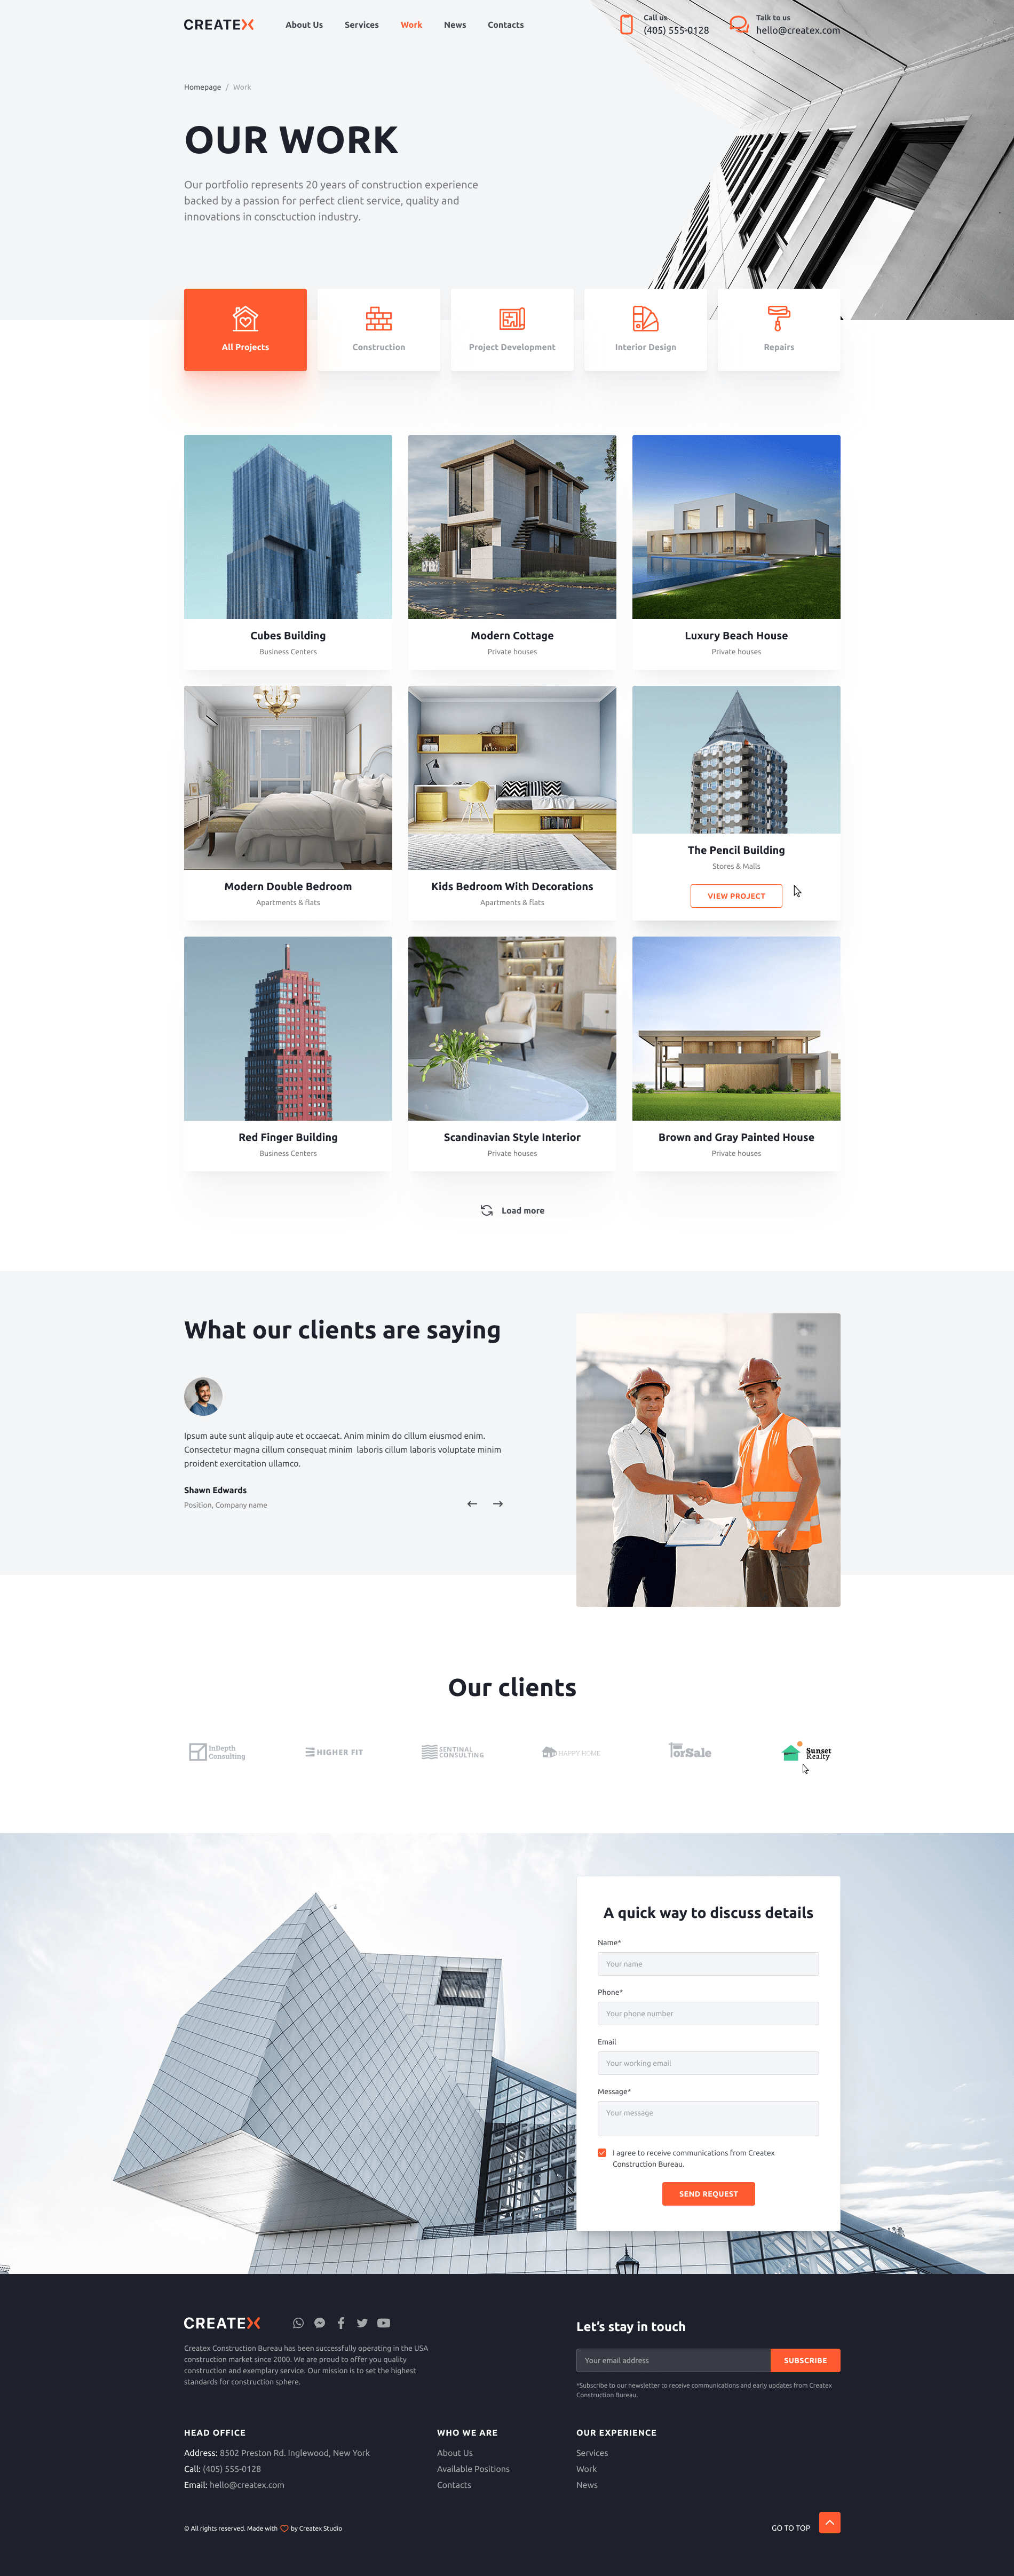 CREATEX
About Us
Services
Work
News
Contacts
Call us
(405) 555-0128
Talk to us
hello@createx.com
Homepage / Work
OUR WORK
Our portfolio represents 20 years of construction experience
backed by a passion for perfect client service, quality and
innovations in consctuction industry.
All Projects
Construction
Project Development
Interior Design
Repairs
Cubes Building
Business Centers
Modern Cottage
Private houses
Luxury Beach House
Private houses
Modern Double Bedroom
Apartments & flats
Kids Bedroom With Decorations
Apartments & flats
The Pencil Building
Stores & Malls
VIEW PROJECT
Red Finger Building
Business Centers
Scandinavian Style Interior
Private houses
Brown and Gray Painted House
Private houses
Load more
What our clients are saying
Ipsum aute sunt aliquip aute et occaecat. Anim minim do cillum eiusmod enim.
Consectetur magna cillum consequat minim laboris cillum laboris voluptate minim
proident exercitation ullamco.
Shawn Edwards
Position, Company name
Our clients
InDepth
Consulting
HIGHER FIT
SENTINAL
CONSULTING
HAPPY HOME
forSale
Sunset
Realty
A quick way to discuss details
Name*
Your name
Phone*
Your phone number
Email
Your working email
Message*
Your message
I agree to receive communications from Createx
Construction Bureau.
SEND REQUEST
CREATEX
Createx Construction Bureau has been successfully operating in the USA
construction market since 2000. We are proud to offer you quality
construction and exemplary service. Our mission is to set the highest
standards for construction sphere.
Let’s stay in touch
Your email address
SUBSCRIBE
*Subscribe to our newsletter to receive communications and early updates from Createx
Construction Bureau.
HEAD OFFICE
Address: 8502 Preston Rd. Inglewood, New York
Call: (405) 555-0128
Email: hello@createx.com
WHO WE ARE
About Us
Available Positions
Contacts
OUR EXPERIENCE
Services
Work
News
© All rights reserved. Made with by Createx Studio
GO TO TOP